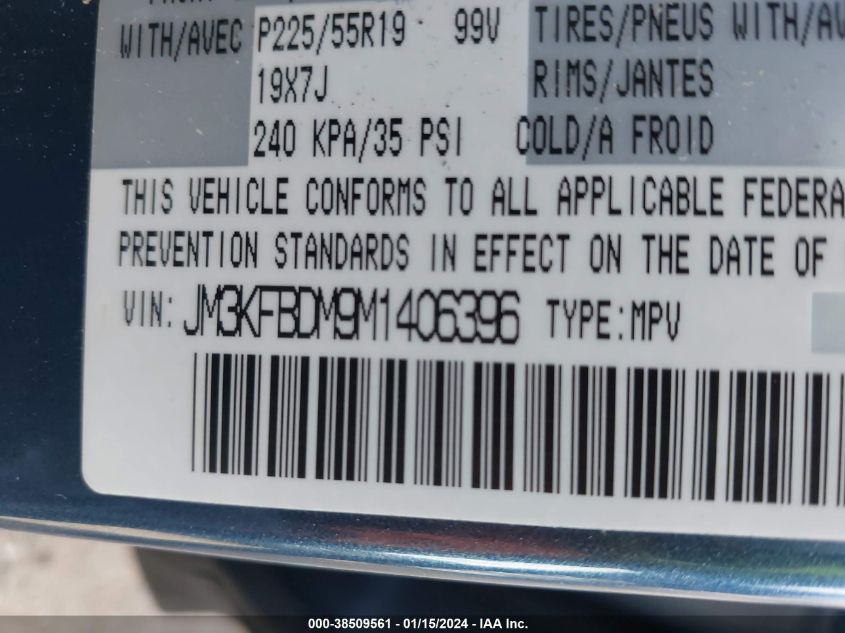 WITH/AVEC P225/55R19 99V TIRES/PNEUS WITH/AV
19X7J RIMS/JANTES
240 KPA/35 PSI COLD/A FROID
THIS VEHICLE CONFORMS TO ALL APPLICABLE FEDERA
PREVENTION STANDARDS IN EFFECT ON THE DATE OF
VIN: JM3KFBDM9M1406396 TYPE:MPV
000-38509561 - 01/15/2024 - IAA Inc.